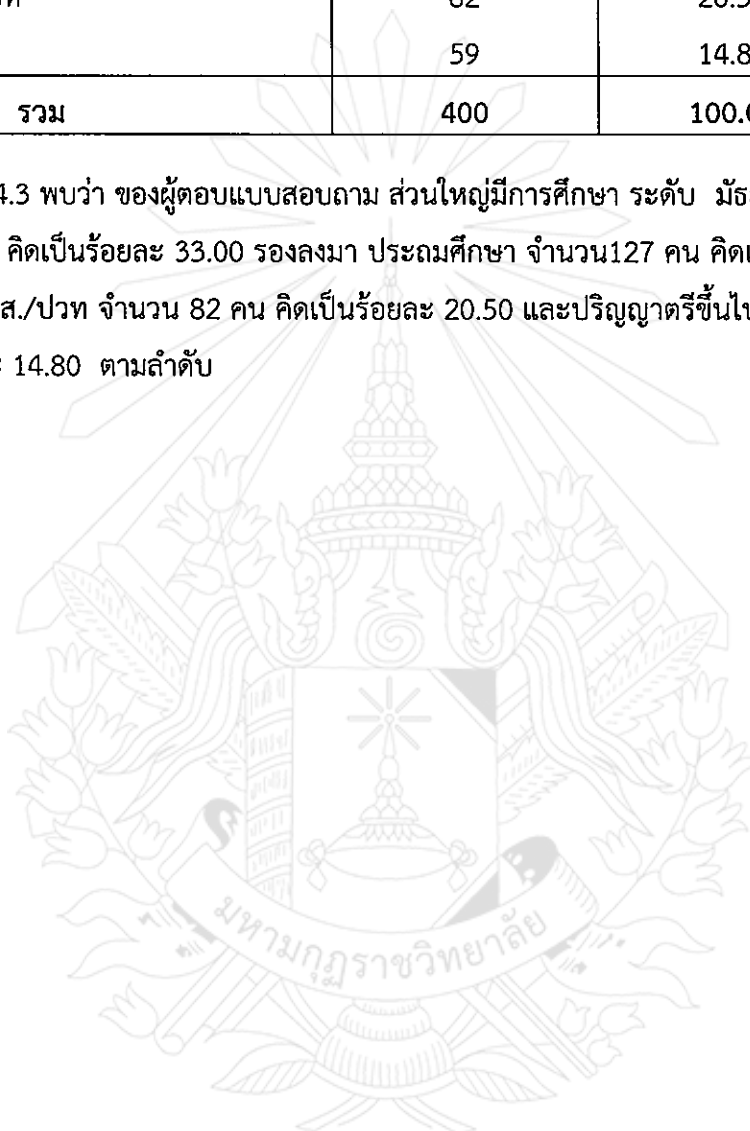 82 20.5
59 14.8
รวม 400 100.0
4.3 พบว่า ของผู้ตอบแบบสอบถาม ส่วนใหญ่มีการศึกษา ระดับ มัธ
คิดเป็นร้อยละ 33.00 รองลงมา ประถมศึกษา จำนวน127 คน คิดเ
ส./ปวท จำนวน 82 คน คิดเป็นร้อยละ 20.50 และปริญญาตรีขึ้นไป
14.80 ตามลำดับ
มหามกุฏราชวิทยาลัย